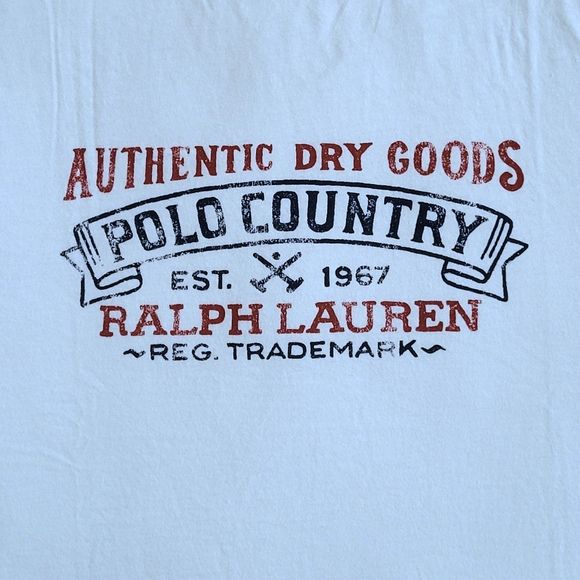 AUTHENTIC DRY GOODS
POLO COUNTRY
EST. 1967
RALPH LAUREN
~REG. TRADEMARK~